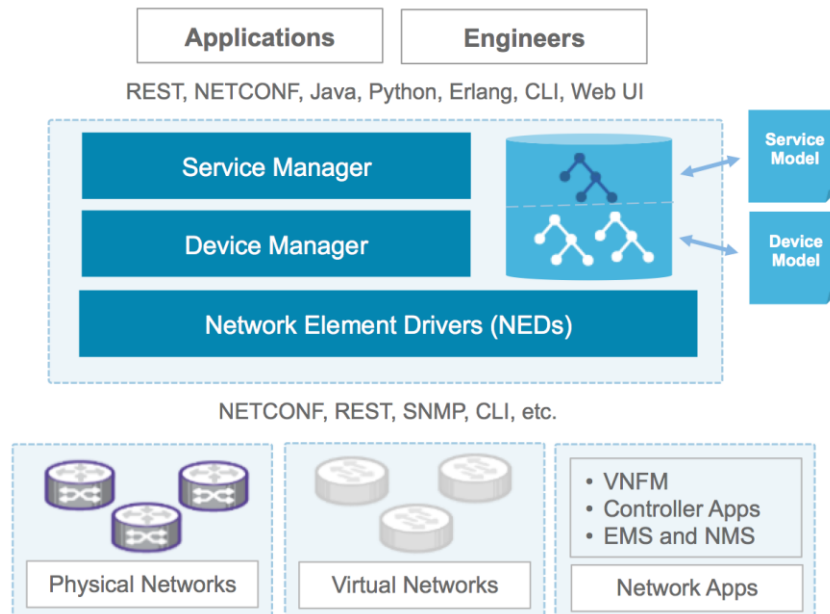 Applications
Engineers
REST, NETCONF, Java, Python, Erlang, CLI, Web UI
Service Manager
Device Manager
Network Element Drivers (NEDs)
Service
Model
Device
Model
NETCONF, REST, SNMP, CLI, etc.
Physical Networks
Virtual Networks
• VNFM
• Controller Apps
• EMS and NMS
Network Apps